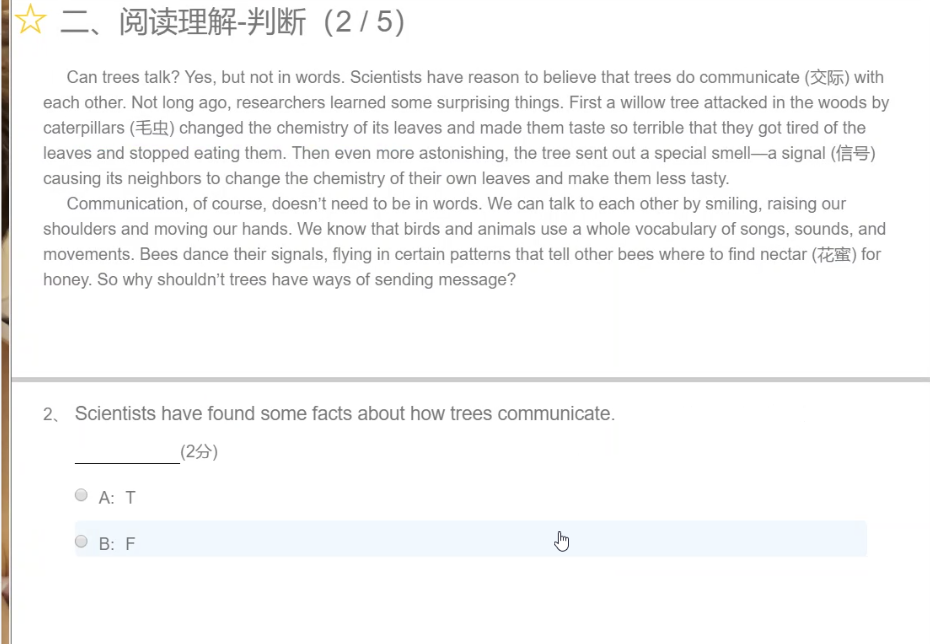 二、阅读理解-判断（2 / 5）
Can trees talk? Yes, but not in words. Scientists have reason to believe that trees do communicate (交际) with
each other. Not long ago, researchers learned some surprising things. First a willow tree attacked in the woods by
caterpillars (毛虫) changed the chemistry of its leaves and made them taste so terrible that they got tired of the
leaves and stopped eating them. Then even more astonishing, the tree sent out a special smell—a signal (信号)
causing its neighbors to change the chemistry of their own leaves and make them less tasty.
Communication, of course, doesn’t need to be in words. We can talk to each other by smiling, raising our
shoulders and moving our hands. We know that birds and animals use a whole vocabulary of songs, sounds, and
movements. Bees dance their signals, flying in certain patterns that tell other bees where to find nectar (花蜜) for
honey. So why shouldn’t trees have ways of sending message?
2、 Scientists have found some facts about how trees communicate.
__________(2分)
A: T
B: F